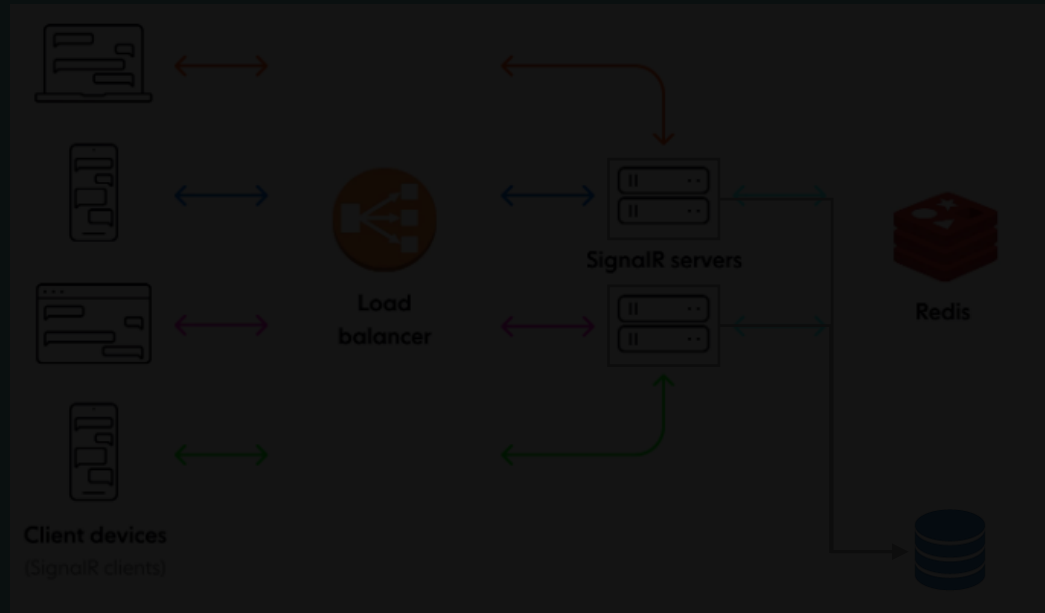 SignalR servers
Load
balancer
Redis
Client devices
(SignalR clients)